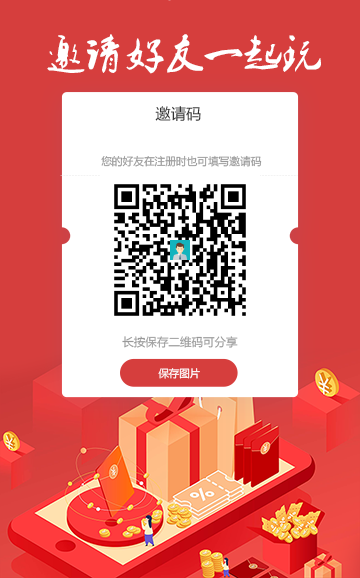 邀请好友一起玩
邀请码
您的好友在注册时也可填写邀请码
长按保存二维码可分享
保存图片